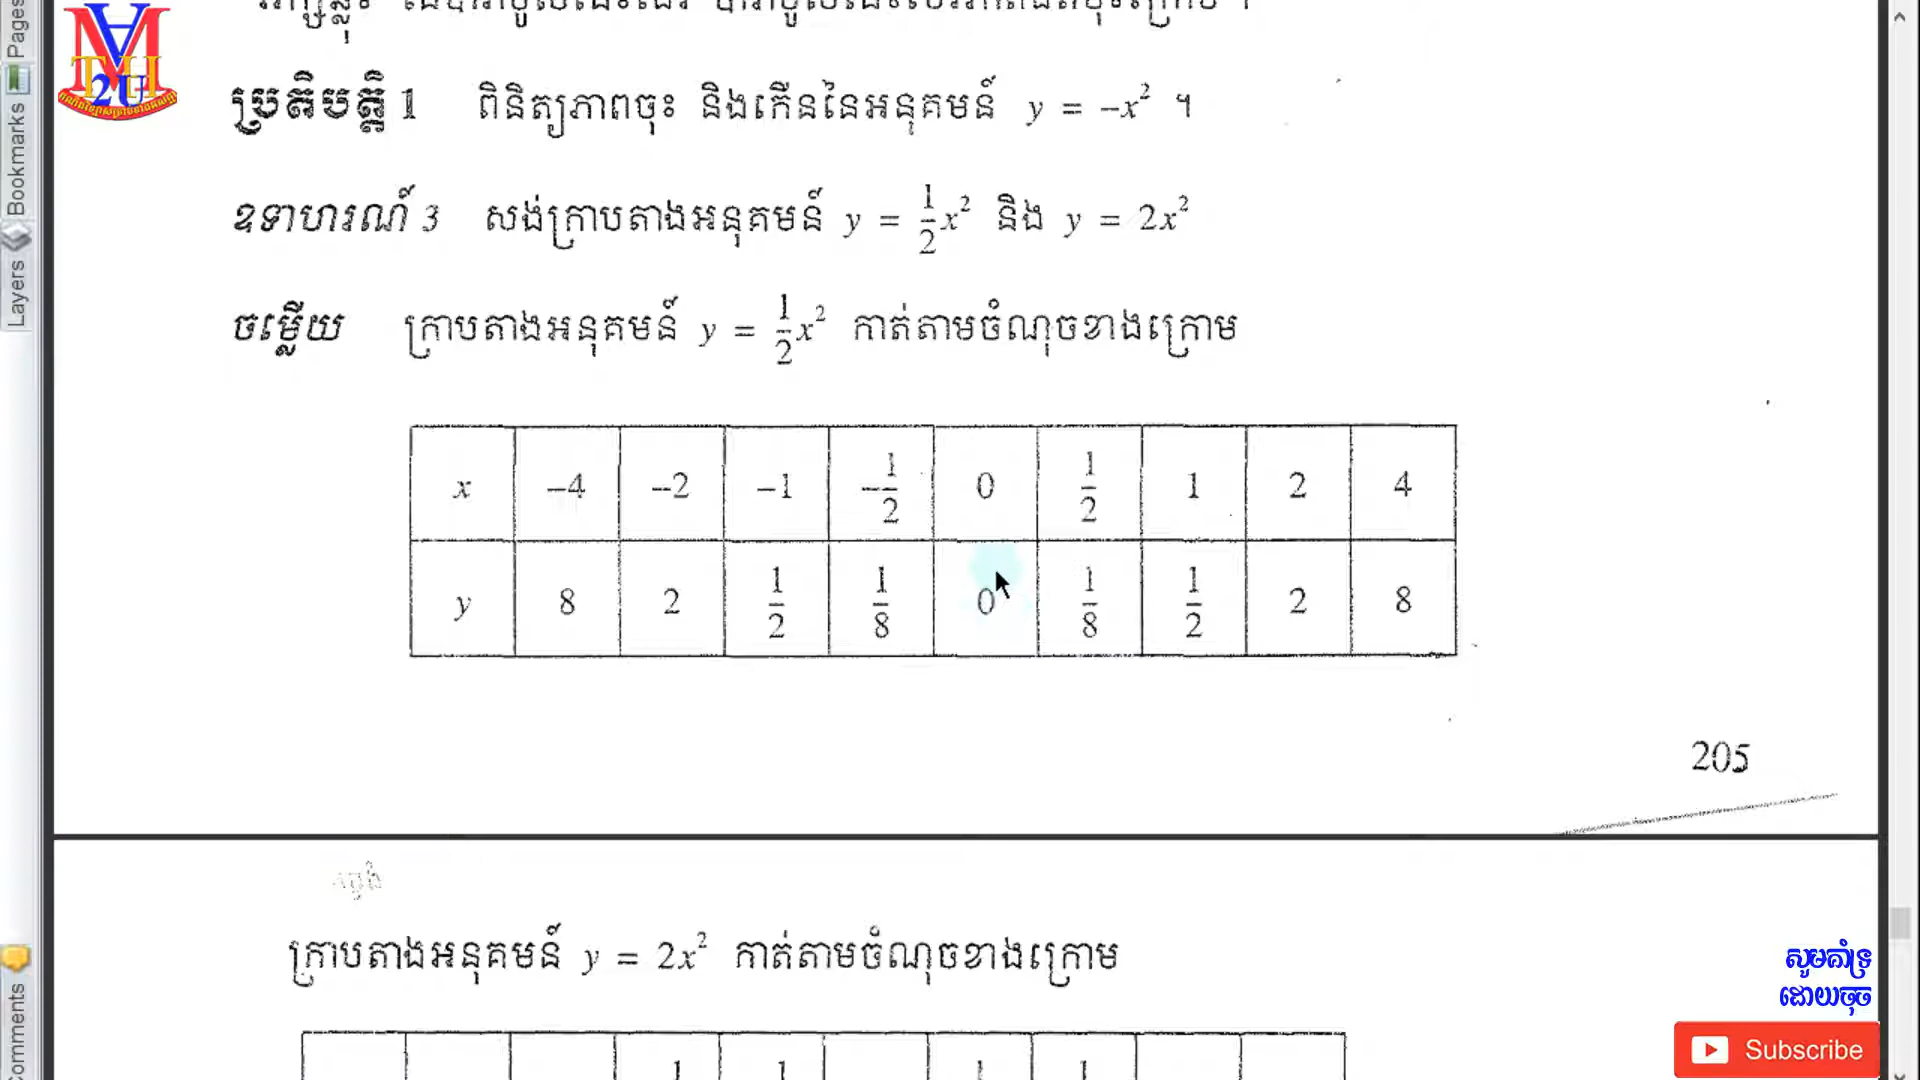 Pages
Bookmarks
Layers
Comments
MATH
2U
ប្រតិបត្តិ 1 ពិនិត្យភាពចុះ និងកើននៃអនុគមន៍ y = –x² ។
ឧទាហរណ៍ 3 សង់ក្រាបតាងអនុគមន៍ y = 1/2 x² និង y = 2x²
ចម្លើយ ក្រាបតាងអនុគមន៍ y = 1/2 x² កាត់តាមចំណុចខាងក្រោម
x –4 –2 –1 –1/2 0 1/2 1 2 4
y 8 2 1/2 1/8 0 1/8 1/2 2 8
205
ក្រាបតាងអនុគមន៍ y = 2x² កាត់តាមចំណុចខាងក្រោម
សូមគាំទ្រ
ដោយចុច
Subscribe